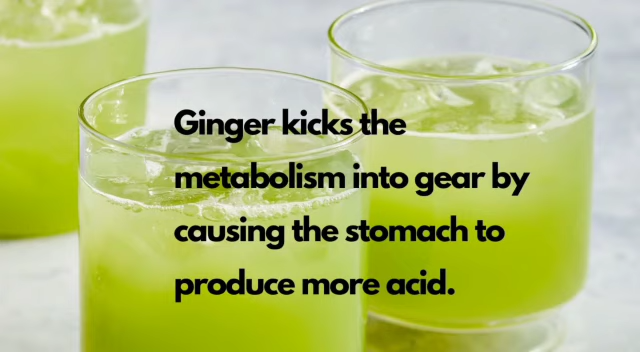 Ginger kicks the
metabolism into gear by
causing the stomach to
produce more acid.